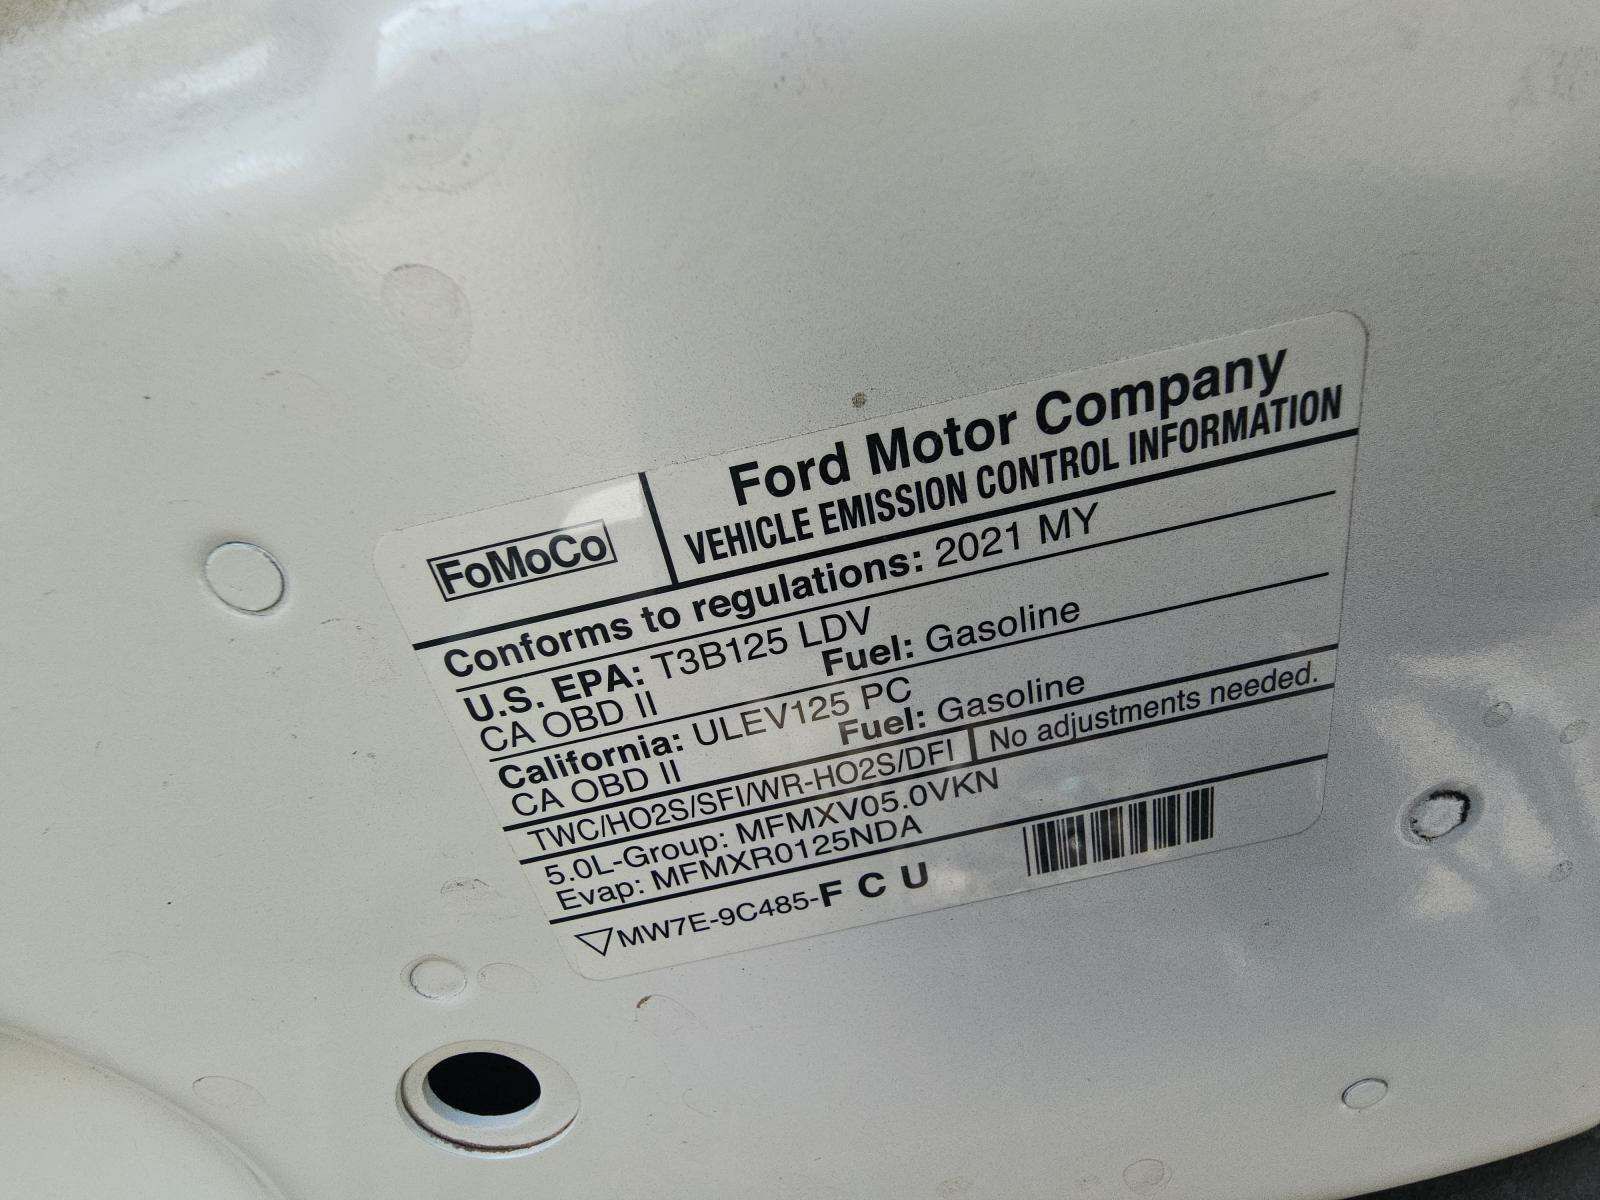 FoMoCo
Ford Motor Company
VEHICLE EMISSION CONTROL INFORMATION
Conforms to regulations: 2021 MY
U.S. EPA: T3B125 LDV
CA OBD II Fuel: Gasoline
California: ULEV125 PC
CA OBD II Fuel: Gasoline
TWC/HO2S/SFI/WR-HO2S/DFI No adjustments needed.
5.0L-Group: MFMXV05.0VKN
Evap: MFMXR0125NDA
MW7E-9C485-F C U